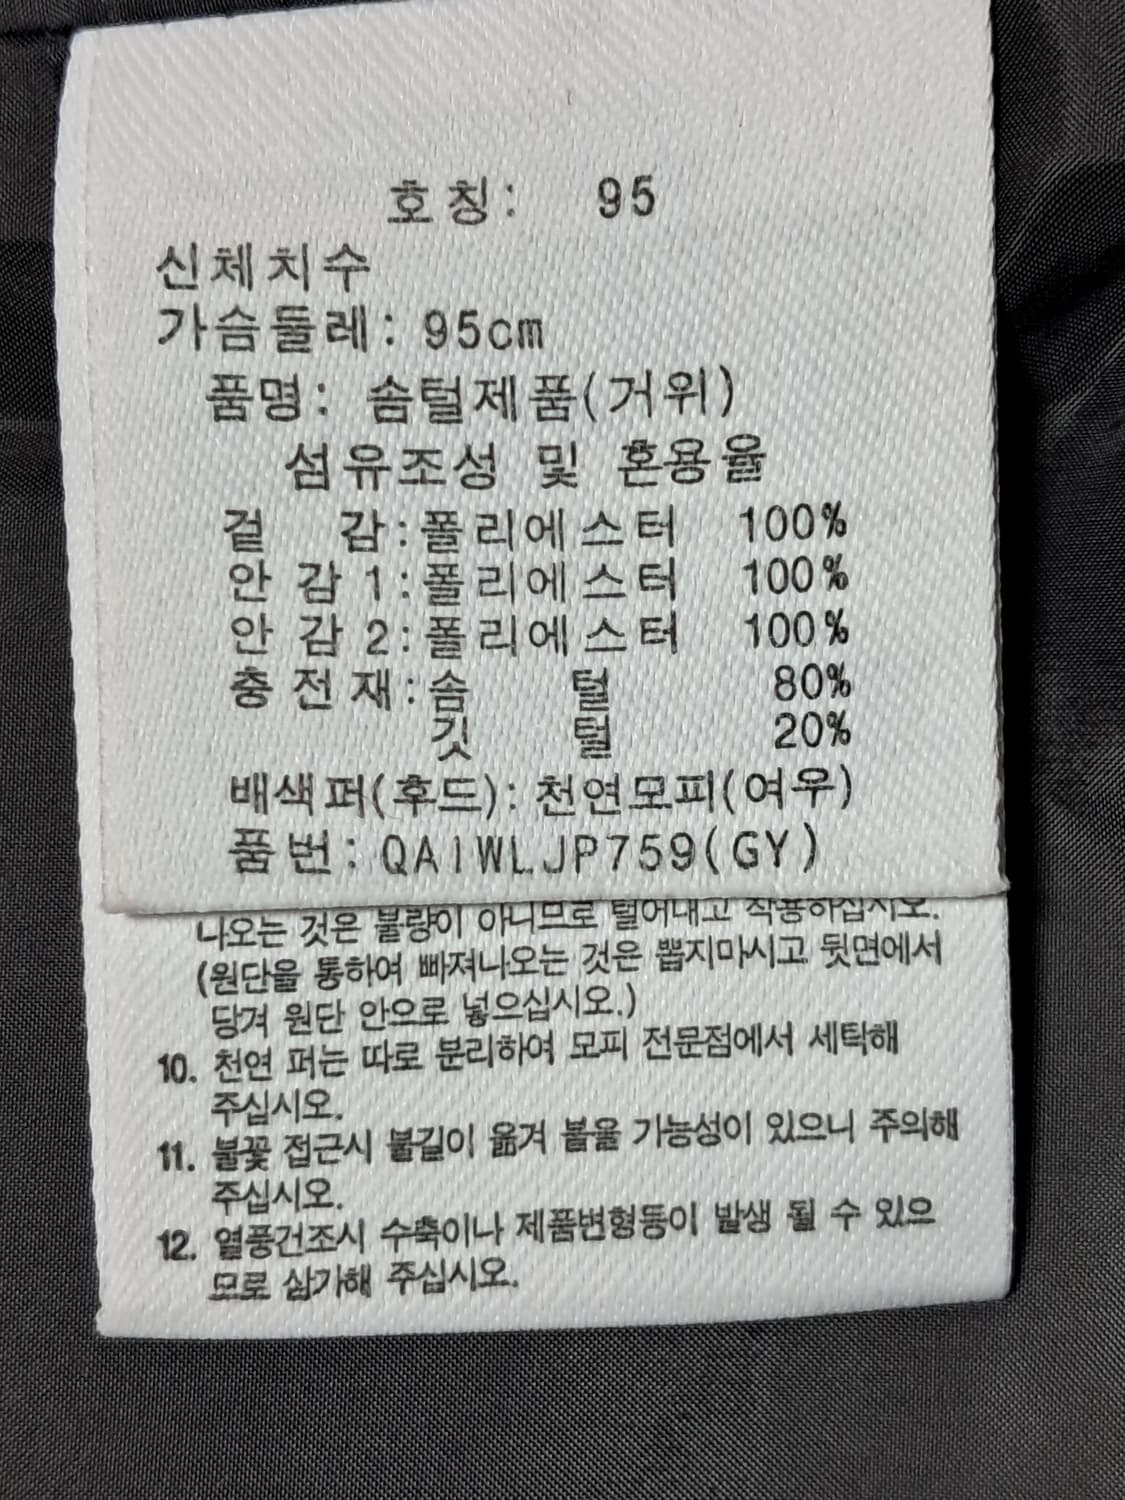 호칭: 95
신체치수
가슴둘레: 95cm
품명: 솜털제품(거위)
섬유조성 및 혼용율
겉 감:폴리에스터 100%
안 감1:폴리에스터 100%
안 감2:폴리에스터 100%
충전재:솜 털 80%
깃 털 20%
배색퍼(후드):천연모피(여우)
품번:QAIWLJP759(GY)
나오는 것은 불량이 아니므로 털어내고 착용하십시오.
(원단을 통하여 빠져나오는 것은 뽑지마시고 뒷면에서
당겨 원단 안으로 넣으십시오.)
10. 천연 퍼는 따로 분리하여 모피 전문점에서 세탁해
주십시오.
11. 불꽃 접근시 불길이 옮겨 붙을 가능성이 있으니 주의해
주십시오.
12. 열풍건조시 수축이나 제품변형등이 발생 될 수 있으
므로 삼가해 주십시오.